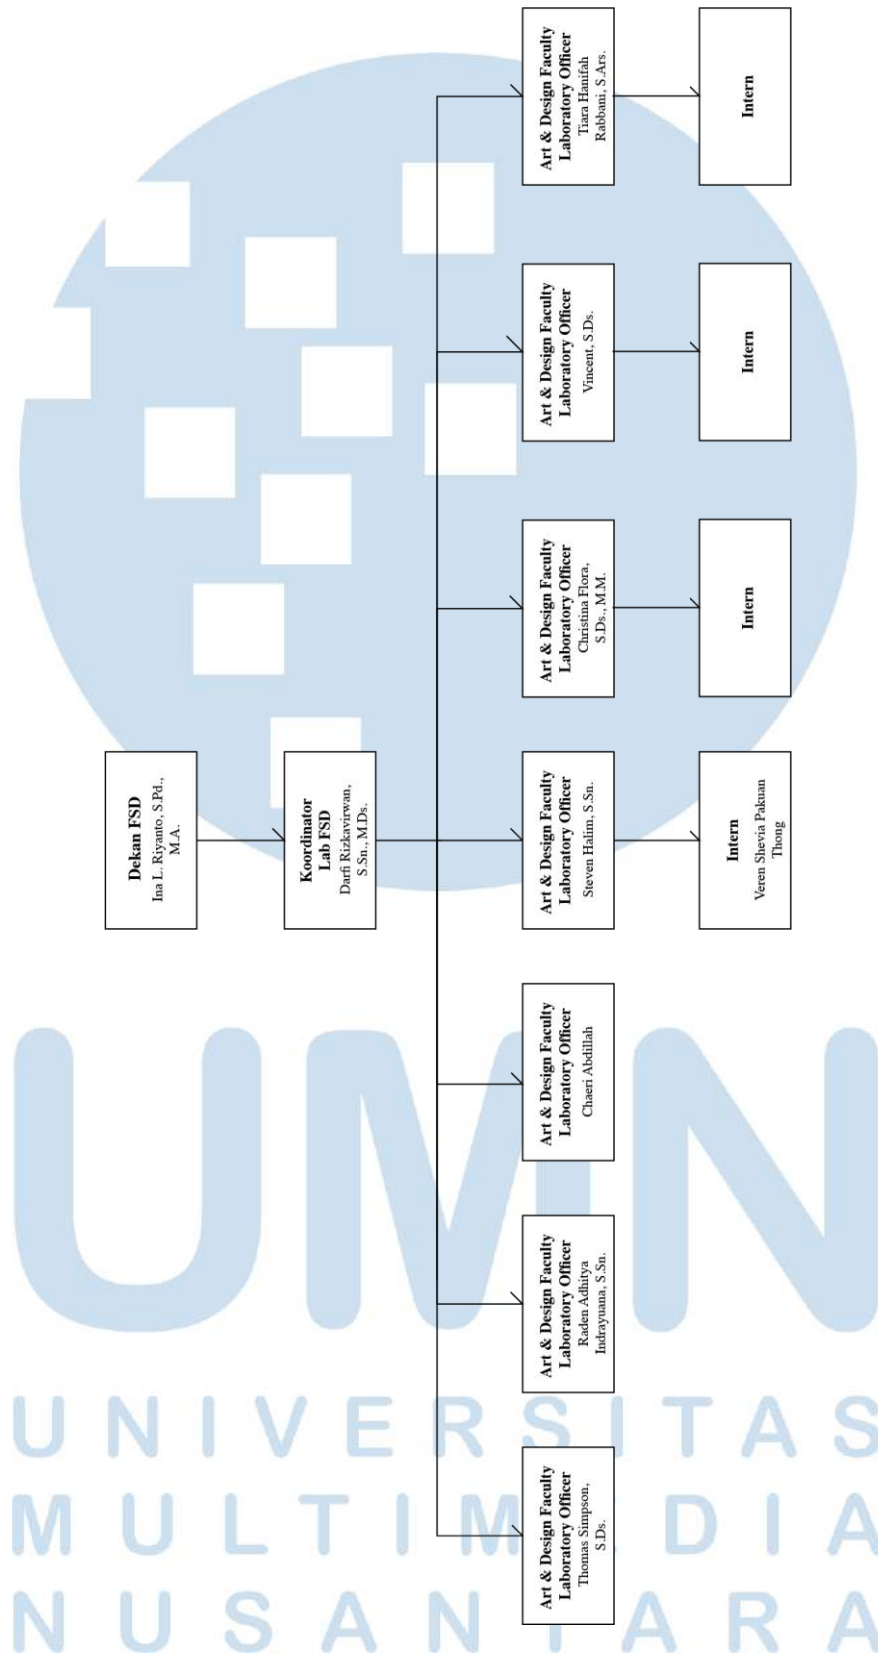 Dekan FSD
Ina L. Riyanto, S.Pd.,
M.A.
Koordinator
Lab FSD
Darfi Rizkavirwan,
S.Sn., M.Ds.
Art & Design Faculty
Laboratory Officer
Thomas Simpson,
S.Ds.
Art & Design Faculty
Laboratory Officer
Raden Adhitya
Indrayuana, S.Sn.
Art & Design Faculty
Laboratory Officer
Chaeri Abdillah
Art & Design Faculty
Laboratory Officer
Steven Halim, S.Sn.
Art & Design Faculty
Laboratory Officer
Christina Flora,
S.Ds., M.M.
Art & Design Faculty
Laboratory Officer
Vincent, S.Ds.
Art & Design Faculty
Laboratory Officer
Tiara Hanifah
Rabbani, S.Ars.
Intern
Veren Shevia Pakuan
Thong
Intern
Intern
Intern
UMN
UNIVERSITAS
MULTIMEDIA
NUSANTARA